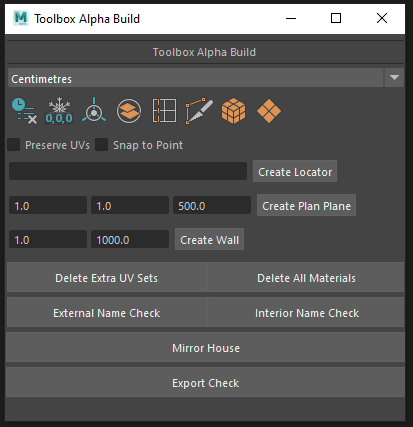 Toolbox Alpha Build
Toolbox Alpha Build
Centimetres
0,0,0
Preserve UVs Snap to Point
Create Locator
1.0 1.0 500.0 Create Plan Plane
1.0 1000.0 Create Wall
Delete Extra UV Sets Delete All Materials
External Name Check Interior Name Check
Mirror House
Export Check